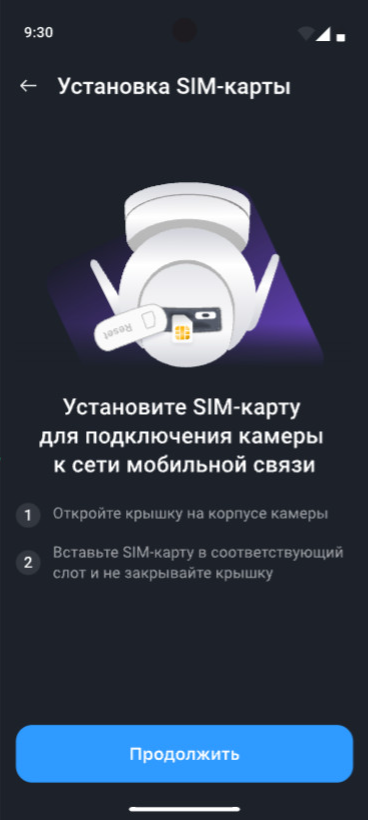 9:30
Установка SIM-карты
Reset
Установите SIM-карту
для подключения камеры
к сети мобильной связи
1 Откройте крышку на корпусе камеры
2 Вставьте SIM-карту в соответствующий
слот и не закрывайте крышку
Продолжить